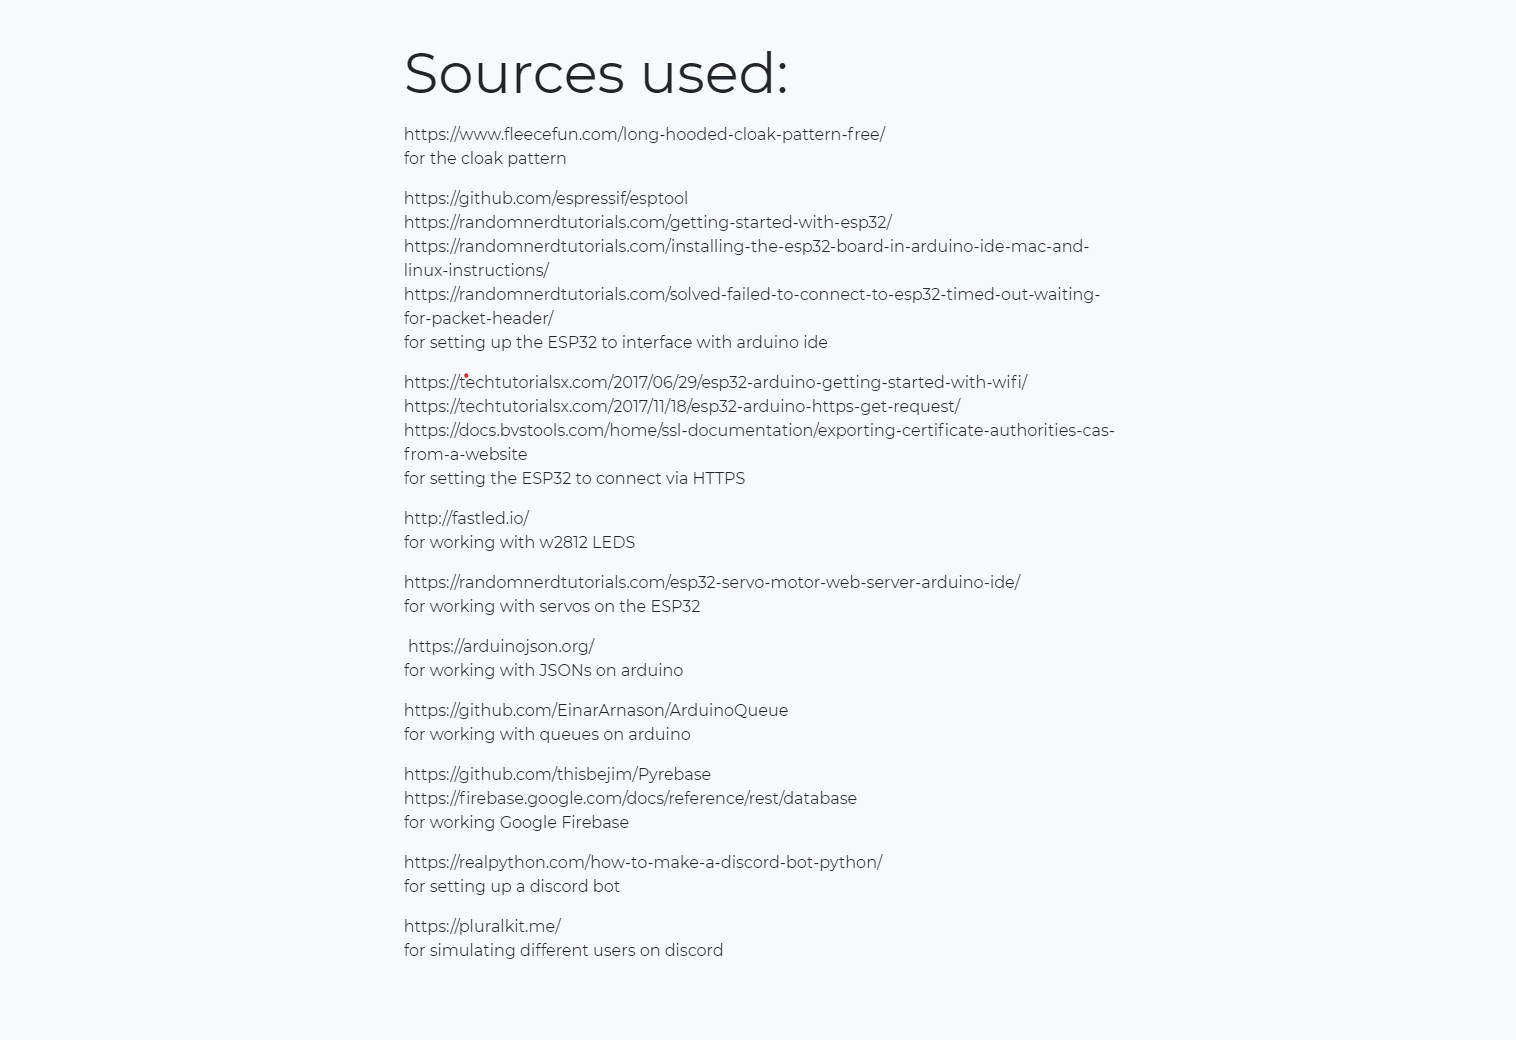 Sources used:
https://www.fleecefun.com/long-hooded-cloak-pattern-free/
for the cloak pattern
https://github.com/espressif/esptool
https://randomnerdtutorials.com/getting-started-with-esp32/
https://randomnerdtutorials.com/installing-the-esp32-board-in-arduino-ide-mac-and-
linux-instructions/
https://randomnerdtutorials.com/solved-failed-to-connect-to-esp32-timed-out-waiting-
for-packet-header/
for setting up the ESP32 to interface with arduino ide
https://techtutorialsx.com/2017/06/29/esp32-arduino-getting-started-with-wifi/
https://techtutorialsx.com/2017/11/18/esp32-arduino-https-get-request/
https://docs.bvstools.com/home/ssl-documentation/exporting-certificate-authorities-cas-
from-a-website
for setting the ESP32 to connect via HTTPS
http://fastled.io/
for working with w2812 LEDS
https://randomnerdtutorials.com/esp32-servo-motor-web-server-arduino-ide/
for working with servos on the ESP32
https://arduinojson.org/
for working with JSONs on arduino
https://github.com/EinarArnason/ArduinoQueue
for working with queues on arduino
https://github.com/thisbejim/Pyrebase
https://firebase.google.com/docs/reference/rest/database
for working Google Firebase
https://realpython.com/how-to-make-a-discord-bot-python/
for setting up a discord bot
https://pluralkit.me/
for simulating different users on discord